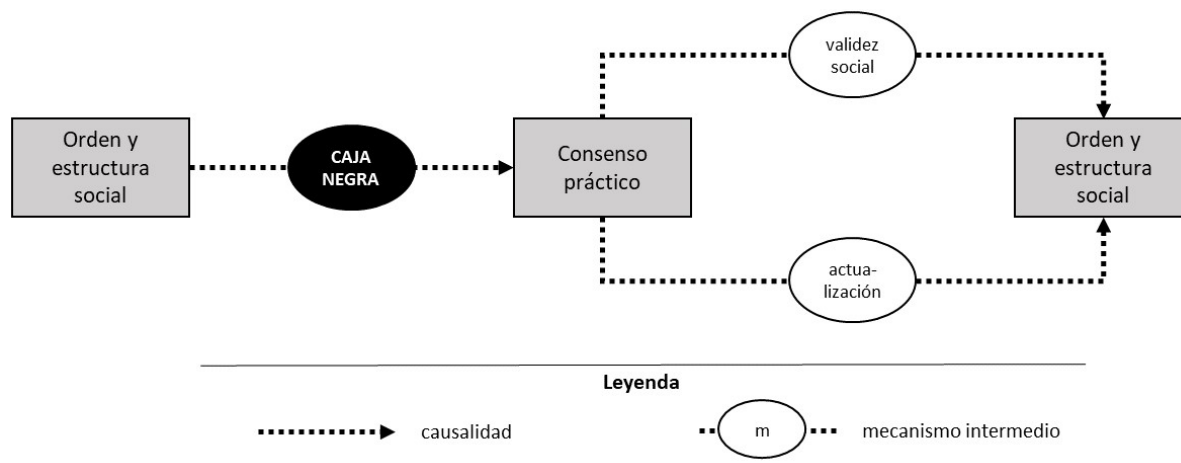 Orden y
estructura
social
CAJA
NEGRA
Consenso
práctico
validez
social
actua-
lización
Orden y
estructura
social
Leyenda
causalidad
m
mecanismo intermedio